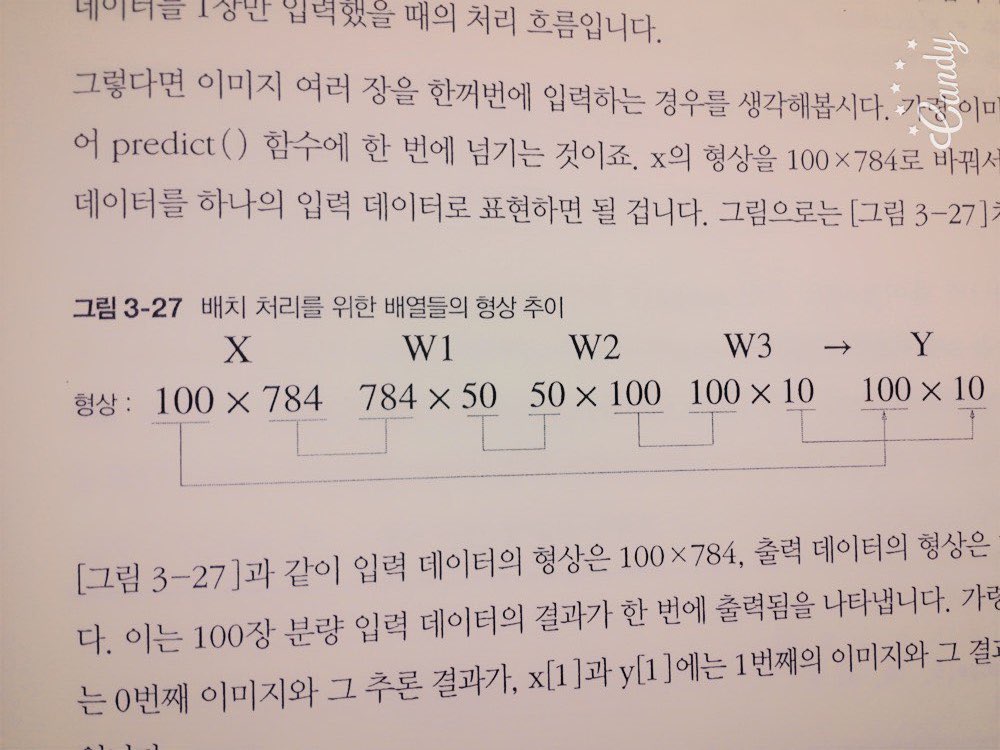 데이터를 1장만 입력했을 때의 처리 흐름입니다.
Candy
그렇다면 이미지 여러 장을 한꺼번에 입력하는 경우를 생각해봅시다. 가령 이미
어 predict() 함수에 한 번에 넘기는 것이죠. x의 형상을 100×784로 바꿔서
데이터를 하나의 입력 데이터로 표현하면 될 겁니다. 그림으로는 [그림 3-27]처
그림 3-27 배치 처리를 위한 배열들의 형상 추이
X W1 W2 W3 → Y
형상 : 100 × 784 784 × 50 50 × 100 100 × 10 100 × 10
[그림 3-27]과 같이 입력 데이터의 형상은 100×784, 출력 데이터의 형상은
다. 이는 100장 분량 입력 데이터의 결과가 한 번에 출력됨을 나타냅니다. 가령
는 0번째 이미지와 그 추론 결과가, x[1]과 y[1]에는 1번째의 이미지와 그 결과